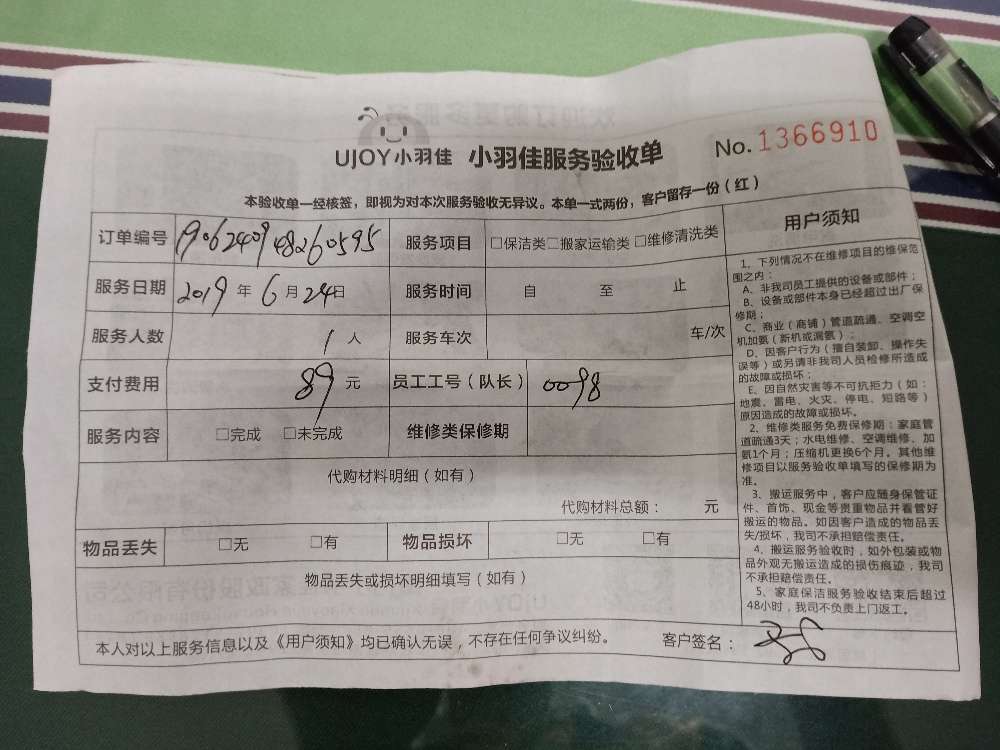 UJOY小羽佳 小羽佳服务验收单 No.1366910
本验收单一经核签，即视为对本次服务验收无异议。本单一式两份，客户留存一份（红）
订单编号 1906240948260595 服务项目 □保洁类□搬家运输类□维修清洗类
服务日期 2019年6月24日 服务时间 自 至 止
服务人数 1人 服务车次 车/次
支付费用 89元 员工工号（队长） 0098
服务内容 □完成 □未完成 维修类保修期
代购材料明细（如有）
代购材料总额： 元
物品丢失 □无 □有 物品损坏 □无 □有
物品丢失或损坏明细填写（如有）
本人对以上服务信息以及《用户须知》均已确认无误，不存在任何争议纠纷。 客户签名：
用户须知
1、下列情况不在维修项目的维保范
围之内：
A、非我司员工提供的设备或部件；
B、设备或部件本身已经超过出厂保
修期；
C、商业（商铺）管道疏通、空调空
机加氨（新机或漏氨）；
D、因客户行为（擅自装卸、操作失
误等）或另请非我司人员检修所造成
的故障或损坏；
E、因自然灾害等不可抗拒力（如：
地震、雷电、火灾、停电、短路等）
原因造成的故障或损坏。
2、维修类服务免费保修期：家庭管
道疏通3天；水电维修、空调维修、加
氨1个月；压缩机更换6个月。其他维
修项目以服务验收单填写的保修期为
准。
3、搬运服务中，客户应随身保管证
件、首饰、现金等贵重物品并看管好
搬运的物品。如因客户造成的物品丢
失/损坏，我司不承担赔偿责任。
4、搬运服务验收时，如外包装或物
品外观无搬运造成的损伤痕迹，我司
不承担赔偿责任。
5、家庭保洁服务验收结束后超过
48小时，我司不负责上门返工。